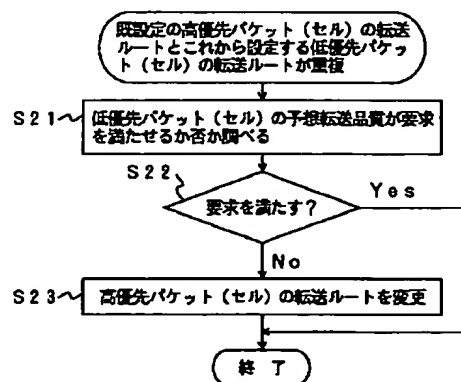 既設定の高優先パケット（セル）の転送
ルートとこれから設定する低優先パケッ
ト（セル）の転送ルートが重複
S21
低優先パケット（セル）の予想転送品質が要求
を満たせるか否か調べる
S22
要求を満たす？
Yes
No
S23
高優先パケット（セル）の転送ルートを変更
終 了